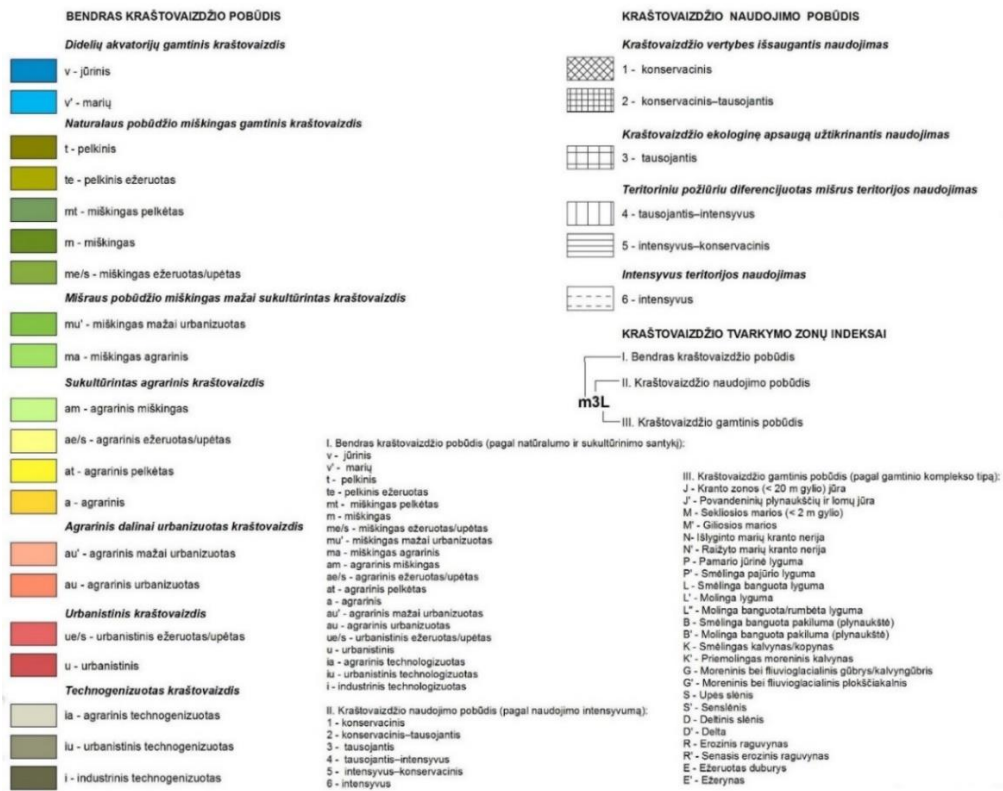 BENDRAS KRAŠTOVAIZDŽIO POBŪDIS
Didelių akvatorijų gamtinis kraštovaizdis
v - jūrinis
v' - marių
Naturalaus pobūdžio miškingas gamtinis kraštovaizdis
t - pelkinis
te - pelkinis ežeruotas
mt - miškingas pelkėtas
m - miškingas
me/s - miškingas ežeruotas/upėtas
Mišraus pobūdžio miškingas mažai sukultūrintas kraštovaizdis
mu' - miškingas mažai urbanizuotas
ma - miškingas agrarinis
Sukultūrintas agrarinis kraštovaizdis
am - agrarinis miškingas
ae/s - agrarinis ežeruotas/upėtas
at - agrarinis pelkėtas
a - agrarinis
Agrarinis dalinai urbanizuotas kraštovaizdis
au' - agrarinis mažai urbanizuotas
au - agrarinis urbanizuotas
Urbanistinis kraštovaizdis
ue/s - urbanistinis ežeruotas/upėtas
u - urbanistinis
Technogenizuotas kraštovaizdis
ia - agrarinis technogenizuotas
iu - urbanistinis technogenizuotas
i - industrinis technogenizuotas
KRAŠTOVAIZDŽIO NAUDOJIMO POBŪDIS
Kraštovaizdžio vertybes išsaugantis naudojimas
1 - konservacinis
2 - konservacinis–tausojantis
Kraštovaizdžio ekologinę apsaugą užtikrinantis naudojimas
3 - tausojantis
Teritoriniu požiūriu diferencijuotas mišrus teritorijos naudojimas
4 - tausojantis–intensyvus
5 - intensyvus–konservacinis
Intensyvus teritorijos naudojimas
6 - intensyvus
KRAŠTOVAIZDŽIO TVARKYMO ZONŲ INDEKSAI
I. Bendras kraštovaizdžio pobūdis
II. Kraštovaizdžio naudojimo pobūdis
m3L
III. Kraštovaizdžio gamtinis pobūdis
I. Bendras kraštovaizdžio pobūdis (pagal natūralumo ir sukultūrinimo santykį):
v - jūrinis
v' - marių
t - pelkinis
te - pelkinis ežeruotas
mt - miškingas pelkėtas
m - miškingas
me/s - miškingas ežeruotas/upėtas
mu' - miškingas mažai urbanizuotas
ma - miškingas agrarinis
am - agrarinis miškingas
ae/s - agrarinis ežeruotas/upėtas
at - agrarinis pelkėtas
a - agrarinis
au' - agrarinis mažai urbanizuotas
au - agrarinis urbanizuotas
ue/s - urbanistinis ežeruotas/upėtas
u - urbanistinis
ia - agrarinis technologizuotas
iu - urbanistinis technologizuotas
i - industrinis technologizuotas
II. Kraštovaizdžio naudojimo pobūdis (pagal naudojimo intensyvumą):
1 - konservacinis
2 - konservacinis–tausojantis
3 - tausojantis
4 - tausojantis–intensyvus
5 - intensyvus–konservacinis
6 - intensyvus
III. Kraštovaizdžio gamtinis pobūdis (pagal gamtinio komplekso tipą):
J - Kranto zonos (< 20 m gylio) jūra
J' - Povandeninių plynaukščių ir lomų jūra
M - Sekliosios marios (< 2 m gylio)
M' - Giliosios marios
N- Išlyginto marių kranto nerija
N' - Raižyto marių kranto nerija
P - Pamario jūrinė lyguma
P' - Smėlinga pajūrio lyguma
L - Smėlinga banguota lyguma
L' - Molinga lyguma
L" - Molinga banguota/rumbėta lyguma
B - Smėlinga banguota pakiluma (plynaukštė)
B' - Molinga banguota pakiluma (plynaukštė)
K - Smėlingas kalvynas/kopynas
K' - Priemolingas moreninis kalvynas
G - Moreninis bei fliuvioglacialinis gūbrys/kalvyngūbris
G' - Moreninis bei fliuvioglacialinis plokščiakalnis
S - Upės slėnis
S' - Senslėnis
D - Deltinis slėnis
D' - Delta
R - Erozinis raguvynas
R' - Senasis erozinis raguvynas
E - Ežeruotas duburys
E' - Ežerynas